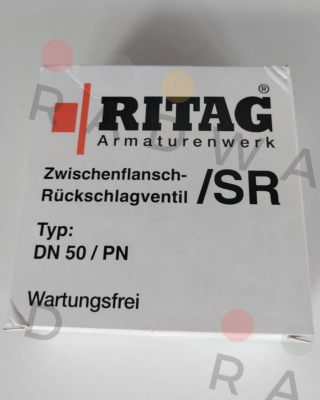 RITAG®
Armaturenwerk
Zwischenflansch-
Rückschlagventil /SR
Typ:
DN 50 / PN
Wartungsfrei